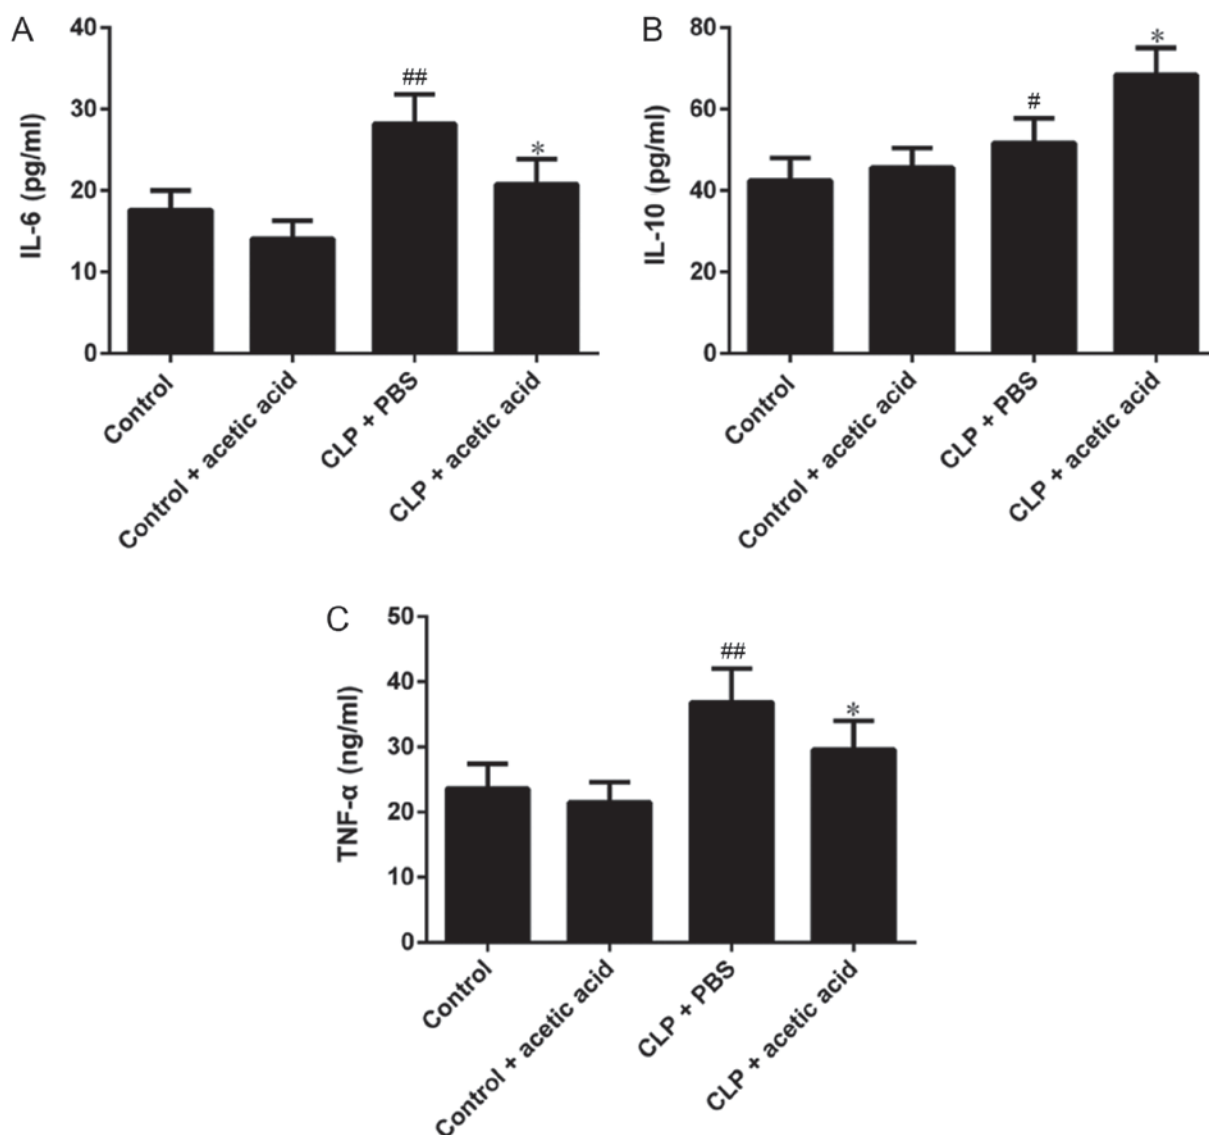 A
IL-6 (pg/ml)
40
30
20
10
0
##
*
Control
Control + acetic acid
CLP + PBS
CLP + acetic acid
B
IL-10 (pg/ml)
80
60
40
20
0
#
*
Control
Control + acetic acid
CLP + PBS
CLP + acetic acid
C
TNF-α (ng/ml)
50
40
30
20
10
0
##
*
Control
Control + acetic acid
CLP + PBS
CLP + acetic acid